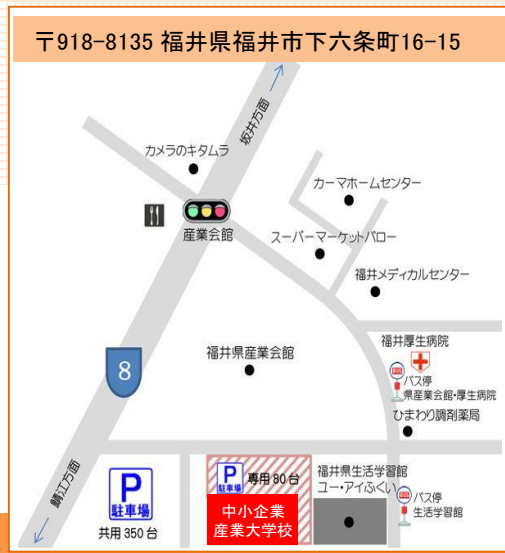 〒918-8135 福井県福井市下六条町16-15
坂井方面
カメラのキタムラ
カーマホームセンター
産業会館
スーパーマーケットバロー
福井メディカルセンター
福井県産業会館
福井厚生病院
バス停
県産業会館・厚生病院
ひまわり調剤薬局
8
鯖江方面
P
駐車場
共用350台
P
駐車場
専用80台
中小企業
産業大学校
福井県生活学習館
ユー・アイふくい
バス停
生活学習館